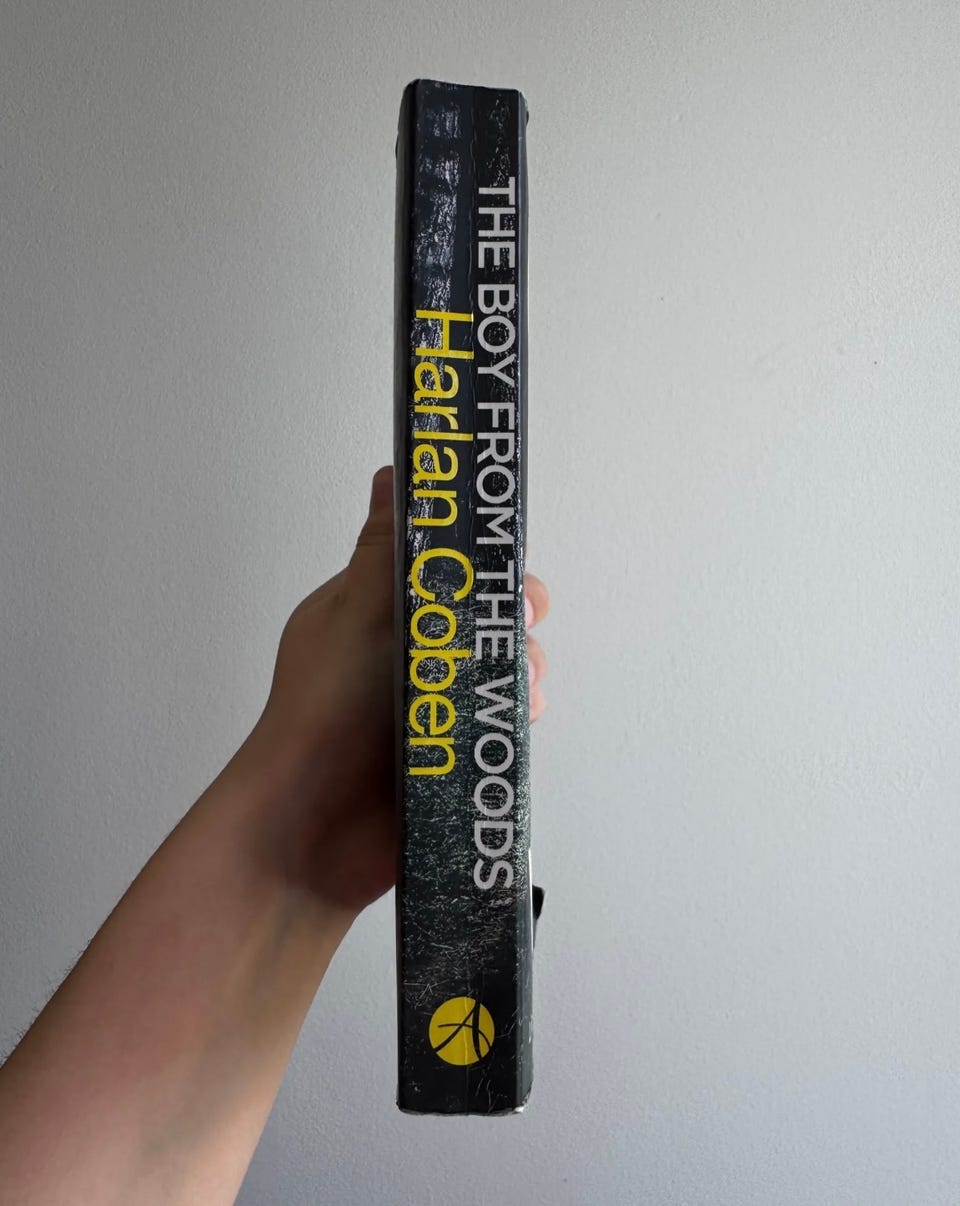 THE BOY FROM THE WOODS
Harlan Coben
A